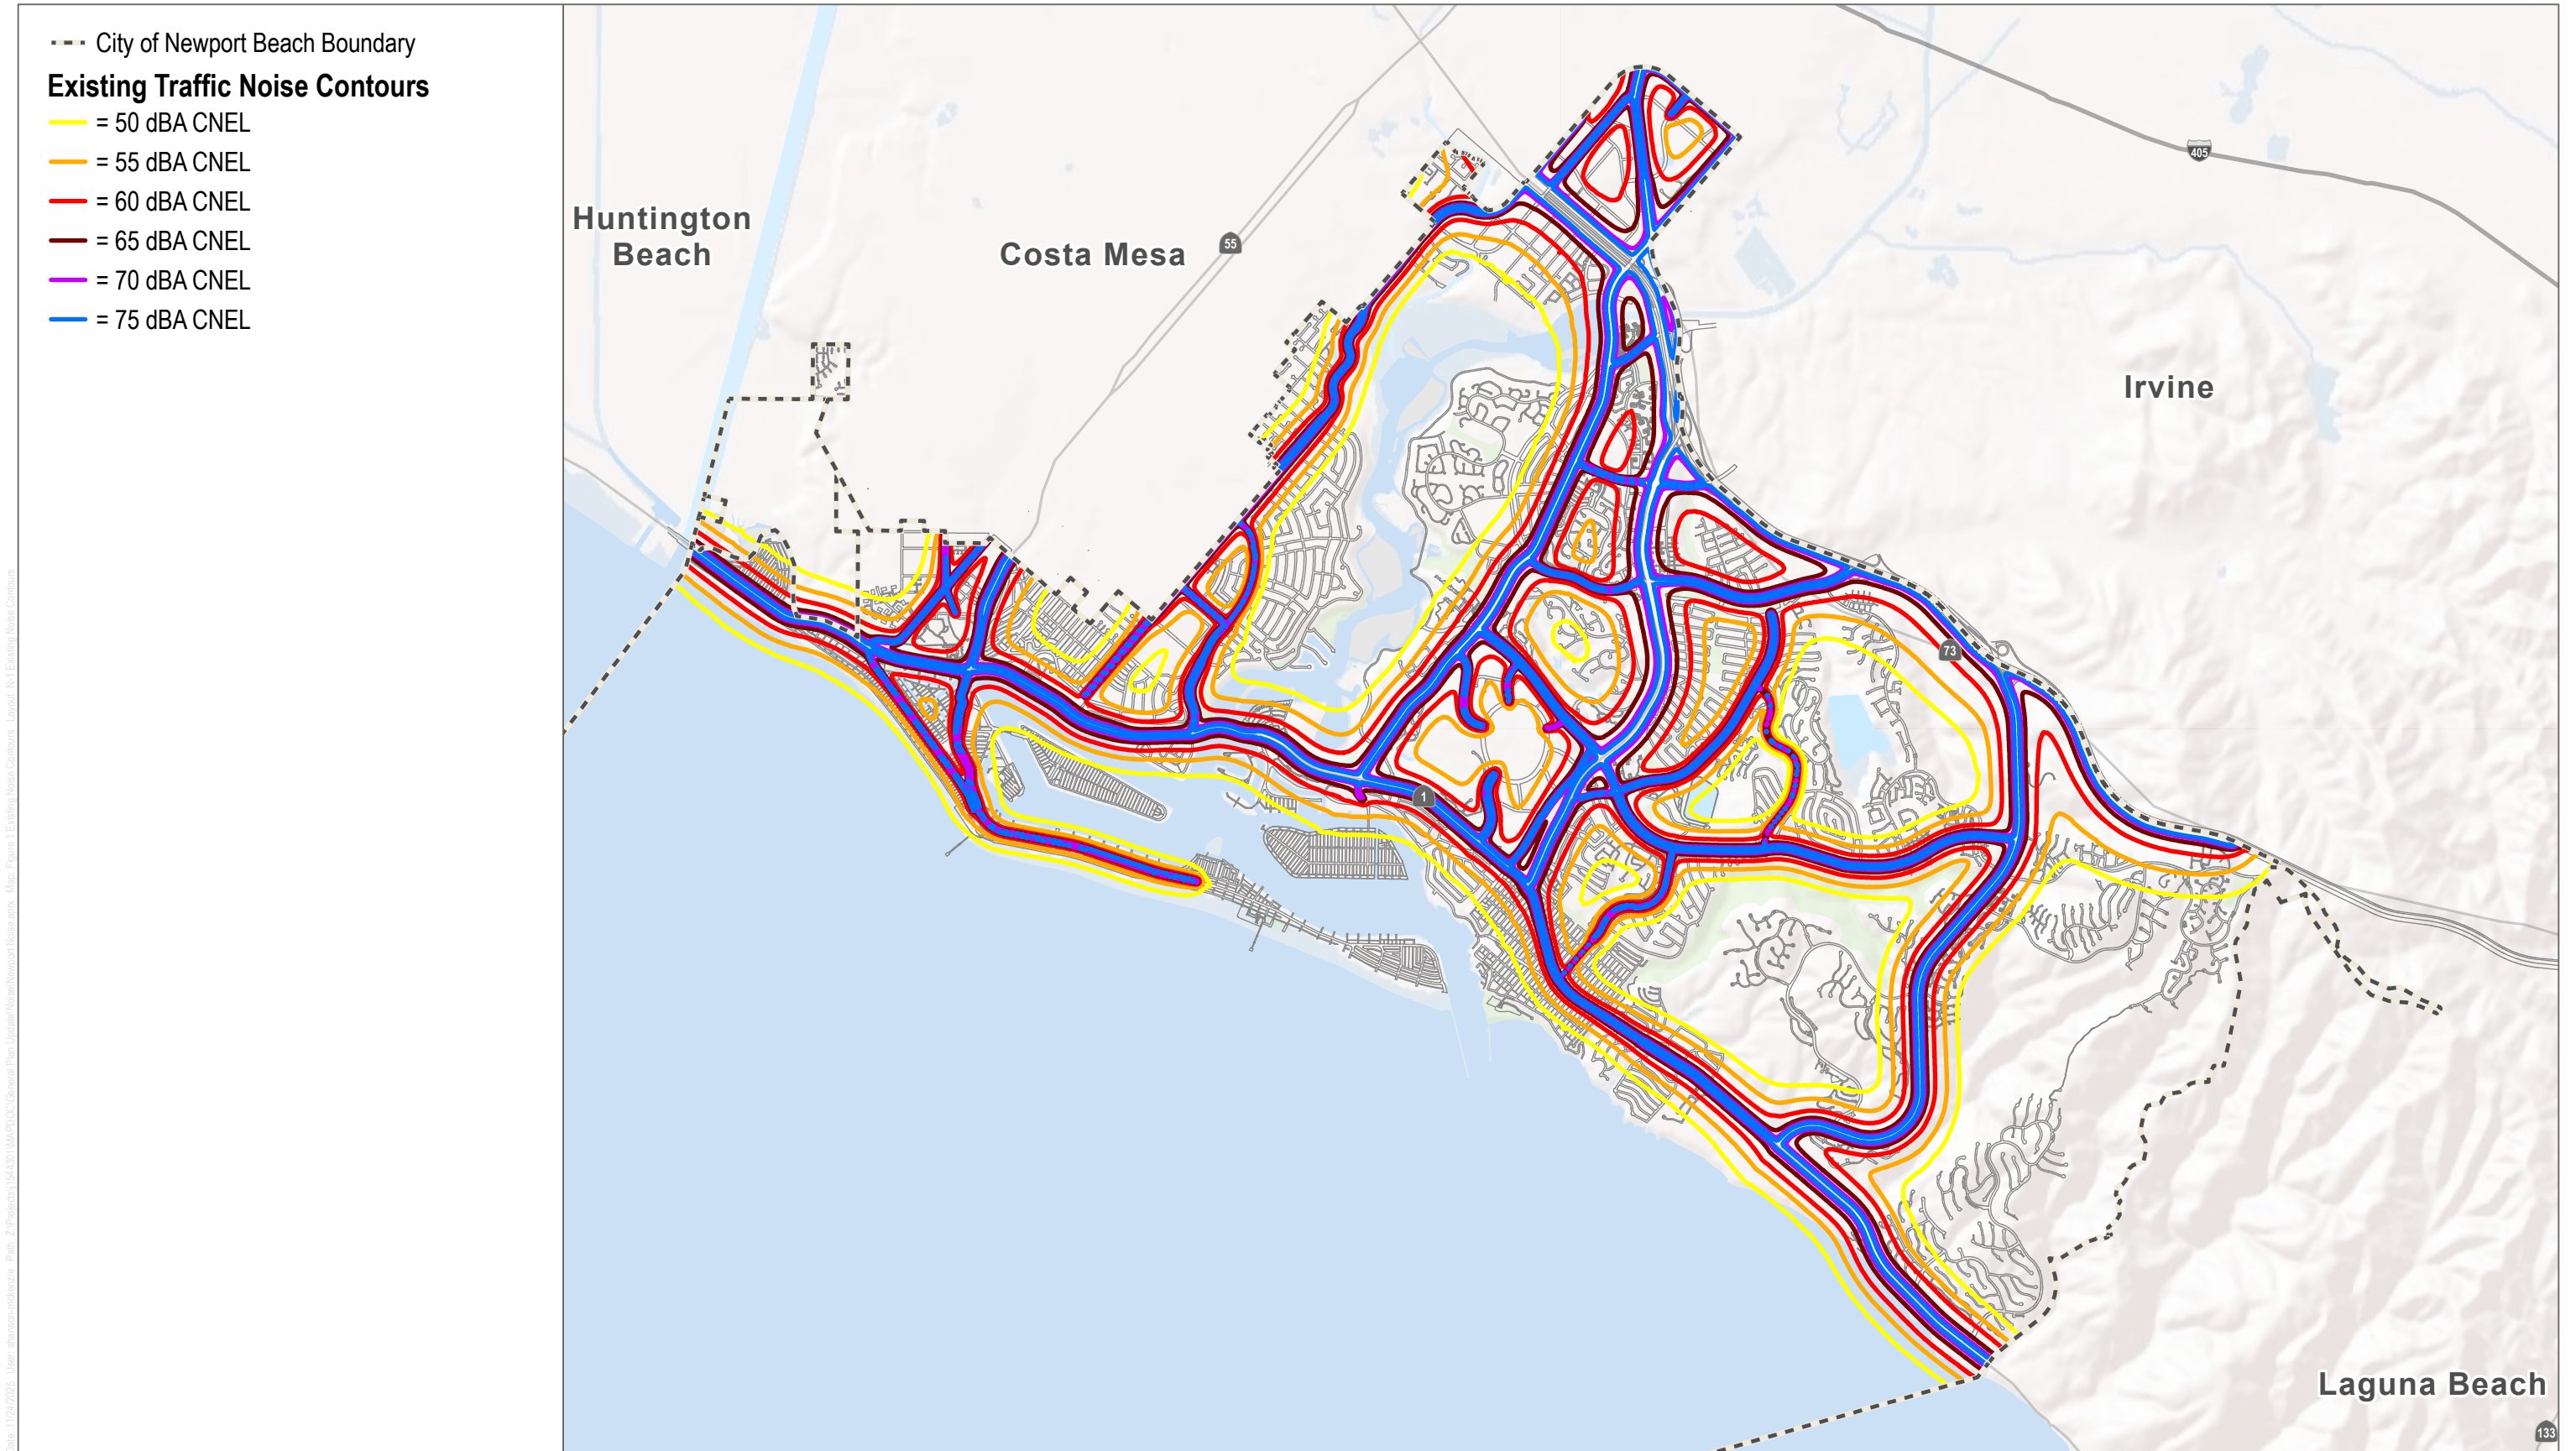 City of Newport Beach Boundary
Existing Traffic Noise Contours
= 50 dBA CNEL
= 55 dBA CNEL
= 60 dBA CNEL
= 65 dBA CNEL
= 70 dBA CNEL
= 75 dBA CNEL
Huntington
Beach
Costa Mesa
55
405
Irvine
73
1
Laguna Beach
133